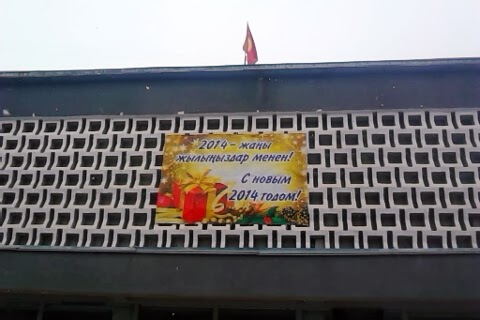 2014 - жаңы
жылыңыздар менен!
С новым
2014 годом!